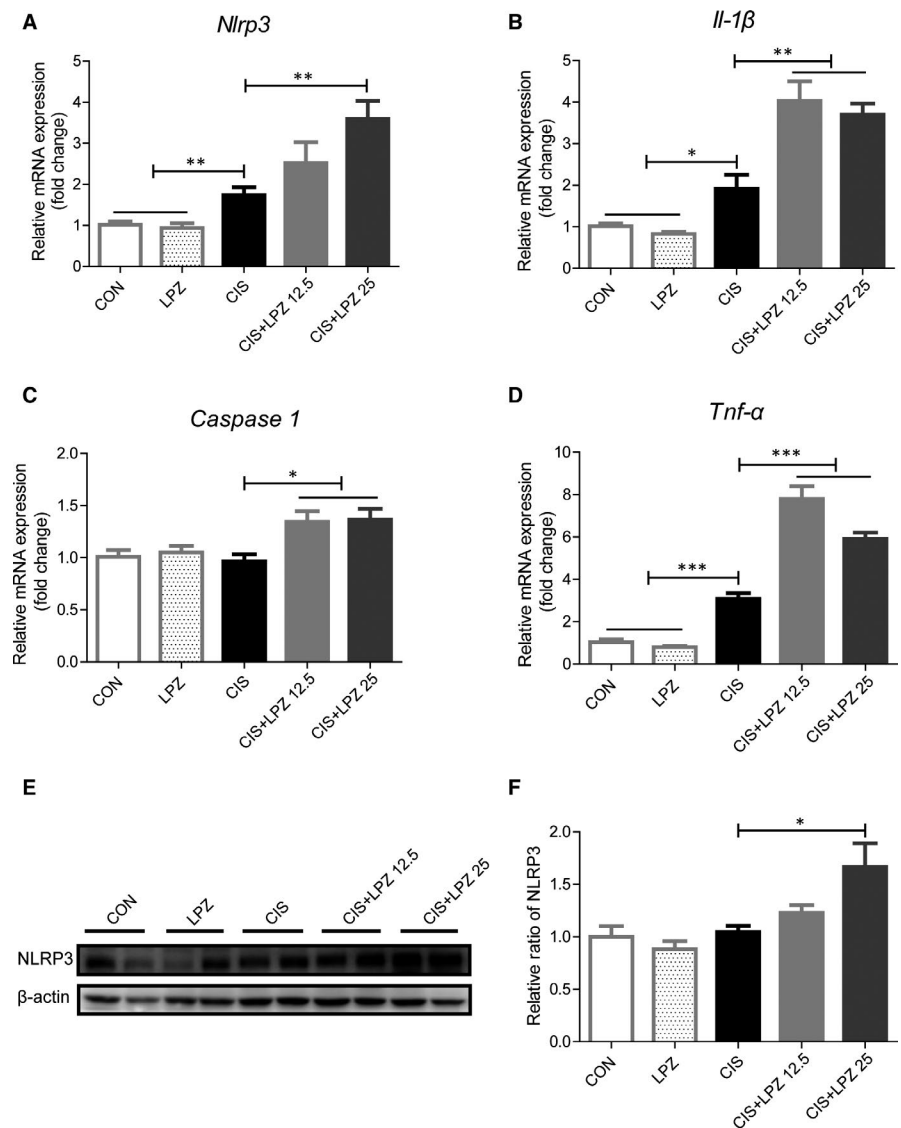 A
Nlrp3
Relative mRNA expression
(fold change)
5
4
3
2
1
0
**
**
CON
LPZ
CIS
CIS+LPZ 12.5
CIS+LPZ 25
B
Il-1β
Relative mRNA expression
(fold change)
5
4
3
2
1
0
*
**
CON
LPZ
CIS
CIS+LPZ 12.5
CIS+LPZ 25
C
Caspase 1
Relative mRNA expression
(fold change)
2.0
1.5
1.0
0.5
0.0
*
CON
LPZ
CIS
CIS+LPZ 12.5
CIS+LPZ 25
D
Tnf-α
Relative mRNA expression
(fold change)
10
8
6
4
2
0
***
***
CON
LPZ
CIS
CIS+LPZ 12.5
CIS+LPZ 25
E
CON
LPZ
CIS
CIS+LPZ 12.5
CIS+LPZ 25
NLRP3
β-actin
F
Relative ratio of NLRP3
2.0
1.5
1.0
0.5
0.0
*
CON
LPZ
CIS
CIS+LPZ 12.5
CIS+LPZ 25